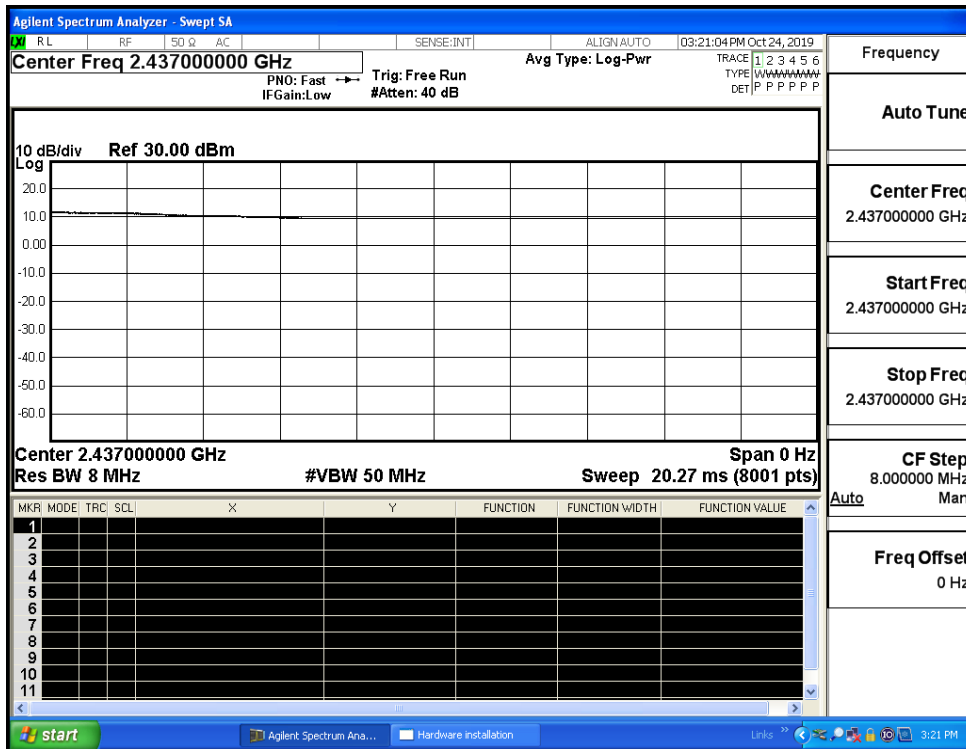 Agilent Spectrum Analyzer - Swept SA
LXI RL RF 50 Ω AC SENSE:INT ALIGNAUTO 03:21:04 PM Oct 24, 2019
Center Freq 2.437000000 GHz
PNO: Fast
IFGain:Low
Trig: Free Run
#Atten: 40 dB
Avg Type: Log-Pwr
TRACE 1 2 3 4 5 6
TYPE WWWWWW
DET P P P P P P
10 dB/div Ref 30.00 dBm
Log
20.0
10.0
0.00
-10.0
-20.0
-30.0
-40.0
-50.0
-60.0
Center 2.437000000 GHz Span 0 Hz
Res BW 8 MHz #VBW 50 MHz Sweep 20.27 ms (8001 pts)
MKR MODE TRC SCL X Y FUNCTION FUNCTION WIDTH FUNCTION VALUE
1
2
3
4
5
6
7
8
9
10
11
Frequency
Auto Tune
Center Freq
2.437000000 GHz
Start Freq
2.437000000 GHz
Stop Freq
2.437000000 GHz
CF Step
8.000000 MHz
Auto Man
Freq Offset
0 Hz
start Agilent Spectrum Ana... Hardware installation Links » 3:21 PM